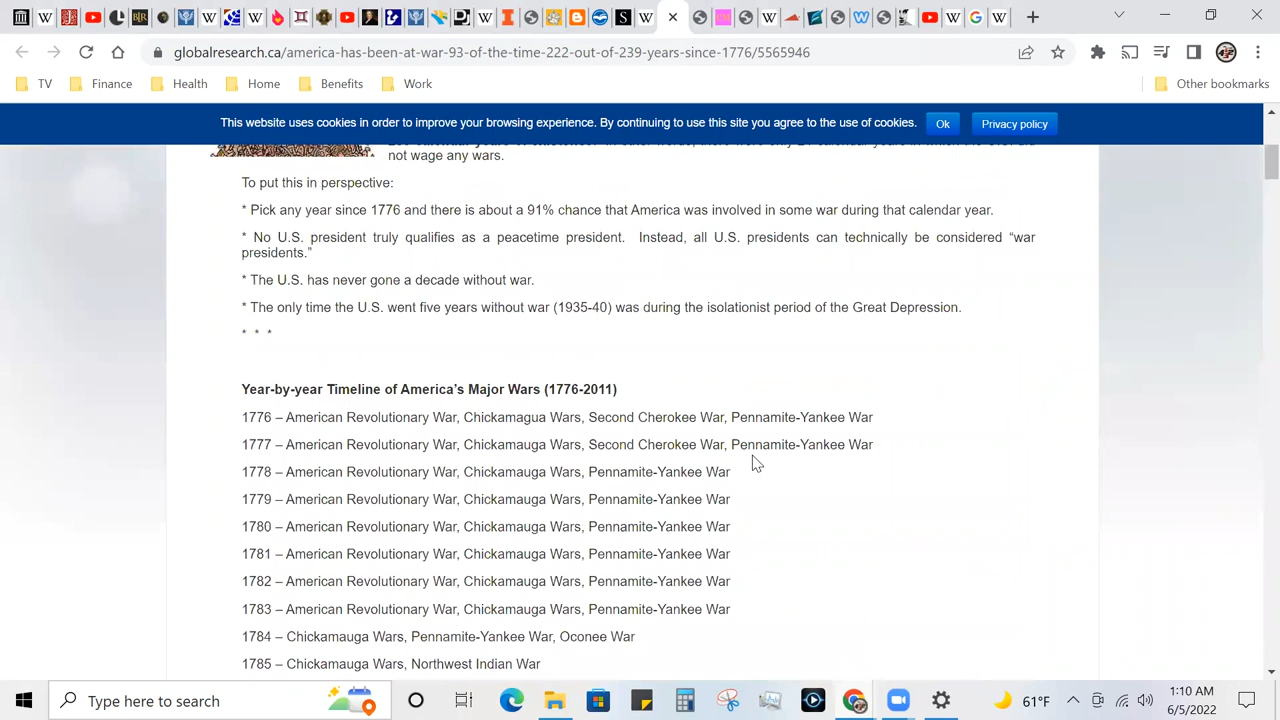 globalresearch.ca/america-has-been-at-war-93-of-the-time-222-out-of-239-years-since-1776/5565946
TV Finance Health Home Benefits Work Other bookmarks
This website uses cookies in order to improve your browsing experience. By continuing to use this site you agree to the use of cookies. Ok Privacy policy
not wage any wars.
To put this in perspective:
* Pick any year since 1776 and there is about a 91% chance that America was involved in some war during that calendar year.
* No U.S. president truly qualifies as a peacetime president. Instead, all U.S. presidents can technically be considered “war
presidents.”
* The U.S. has never gone a decade without war.
* The only time the U.S. went five years without war (1935-40) was during the isolationist period of the Great Depression.
* * *
Year-by-year Timeline of America’s Major Wars (1776-2011)
1776 – American Revolutionary War, Chickamagua Wars, Second Cherokee War, Pennamite-Yankee War
1777 – American Revolutionary War, Chickamauga Wars, Second Cherokee War, Pennamite-Yankee War
1778 – American Revolutionary War, Chickamauga Wars, Pennamite-Yankee War
1779 – American Revolutionary War, Chickamauga Wars, Pennamite-Yankee War
1780 – American Revolutionary War, Chickamauga Wars, Pennamite-Yankee War
1781 – American Revolutionary War, Chickamauga Wars, Pennamite-Yankee War
1782 – American Revolutionary War, Chickamauga Wars, Pennamite-Yankee War
1783 – American Revolutionary War, Chickamauga Wars, Pennamite-Yankee War
1784 – Chickamauga Wars, Pennamite-Yankee War, Oconee War
1785 – Chickamauga Wars, Northwest Indian War
Type here to search
61°F
1:10 AM
6/5/2022